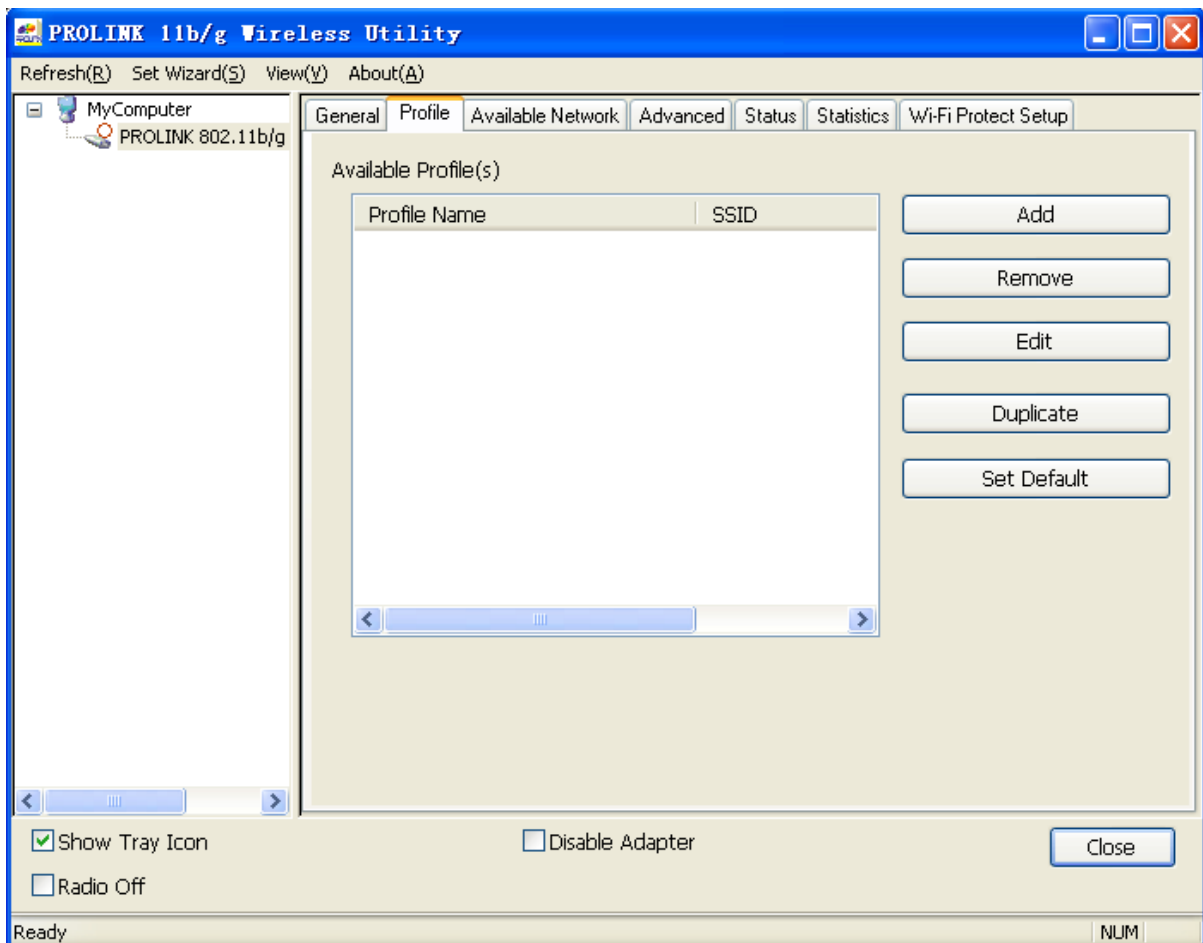 PROLINK 11b/g Wireless Utility
Refresh(R) Set Wizard(S) View(V) About(A)
MyComputer
PROLINK 802.11b/g
General Profile Available Network Advanced Status Statistics Wi-Fi Protect Setup
Available Profile(s)
Profile Name SSID
Add
Remove
Edit
Duplicate
Set Default
Show Tray Icon
Disable Adapter
Close
Radio Off
Ready
NUM